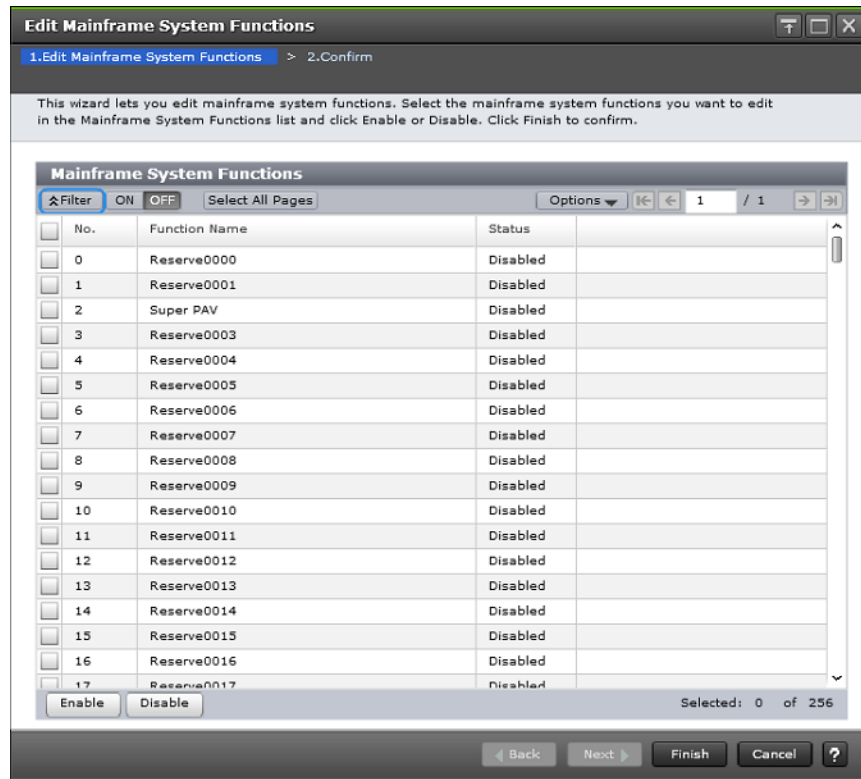 Edit Mainframe System Functions
1.Edit Mainframe System Functions > 2.Confirm
This wizard lets you edit mainframe system functions. Select the mainframe system functions you want to edit
in the Mainframe System Functions list and click Enable or Disable. Click Finish to confirm.
Mainframe System Functions
Filter ON OFF Select All Pages Options 1 / 1
No. Function Name Status
0 Reserve0000 Disabled
1 Reserve0001 Disabled
2 Super PAV Disabled
3 Reserve0003 Disabled
4 Reserve0004 Disabled
5 Reserve0005 Disabled
6 Reserve0006 Disabled
7 Reserve0007 Disabled
8 Reserve0008 Disabled
9 Reserve0009 Disabled
10 Reserve0010 Disabled
11 Reserve0011 Disabled
12 Reserve0012 Disabled
13 Reserve0013 Disabled
14 Reserve0014 Disabled
15 Reserve0015 Disabled
16 Reserve0016 Disabled
17 Reserve0017 Disabled
Enable Disable Selected: 0 of 256
Back Next Finish Cancel ?